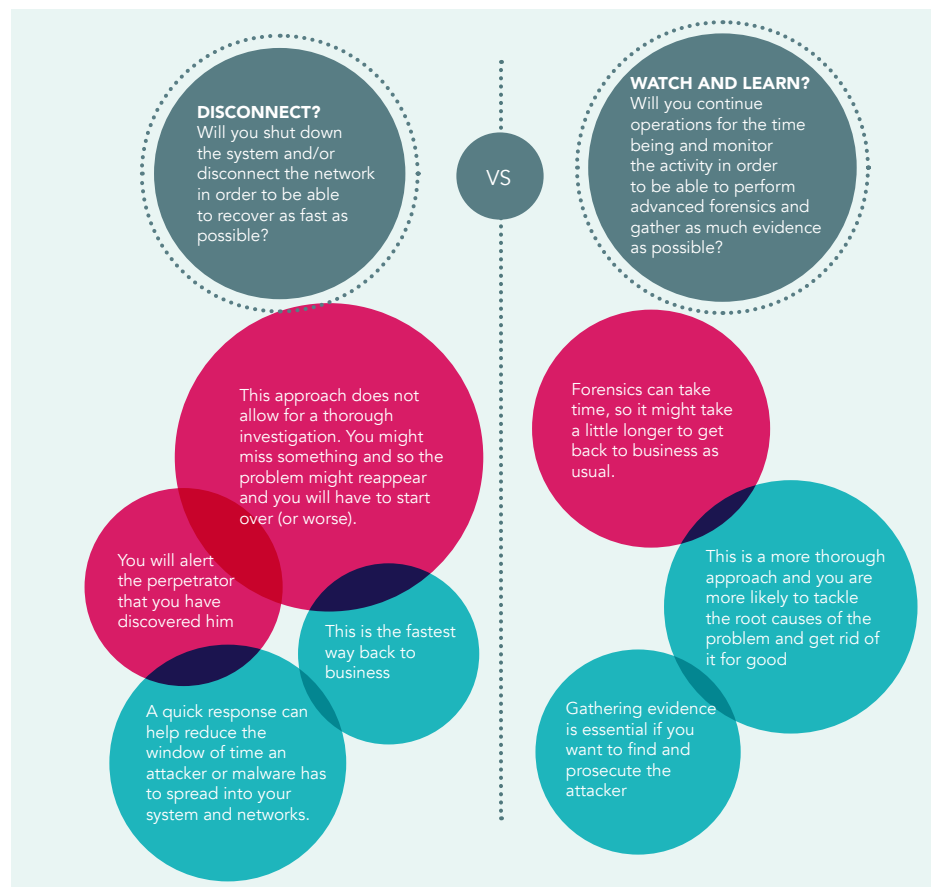 DISCONNECT?
Will you shut down
the system and/or
disconnect the network
in order to be able
to recover as fast as
possible?
VS
WATCH AND LEARN?
Will you continue
operations for the time
being and monitor
the activity in order
to be able to perform
advanced forensics and
gather as much evidence
as possible?
This approach does not
allow for a thorough
investigation. You might
miss something and so the
problem might reappear
and you will have to start
over (or worse).
You will alert
the perpetrator
that you have
discovered him
This is the fastest
way back to
business
A quick response can
help reduce the
window of time an
attacker or malware has
to spread into your
system and networks.
Forensics can take
time, so it might take
a little longer to get
back to business as
usual.
This is a more thorough
approach and you are
more likely to tackle
the root causes of the
problem and get rid of
it for good
Gathering evidence
is essential if you
want to find and
prosecute the
attacker